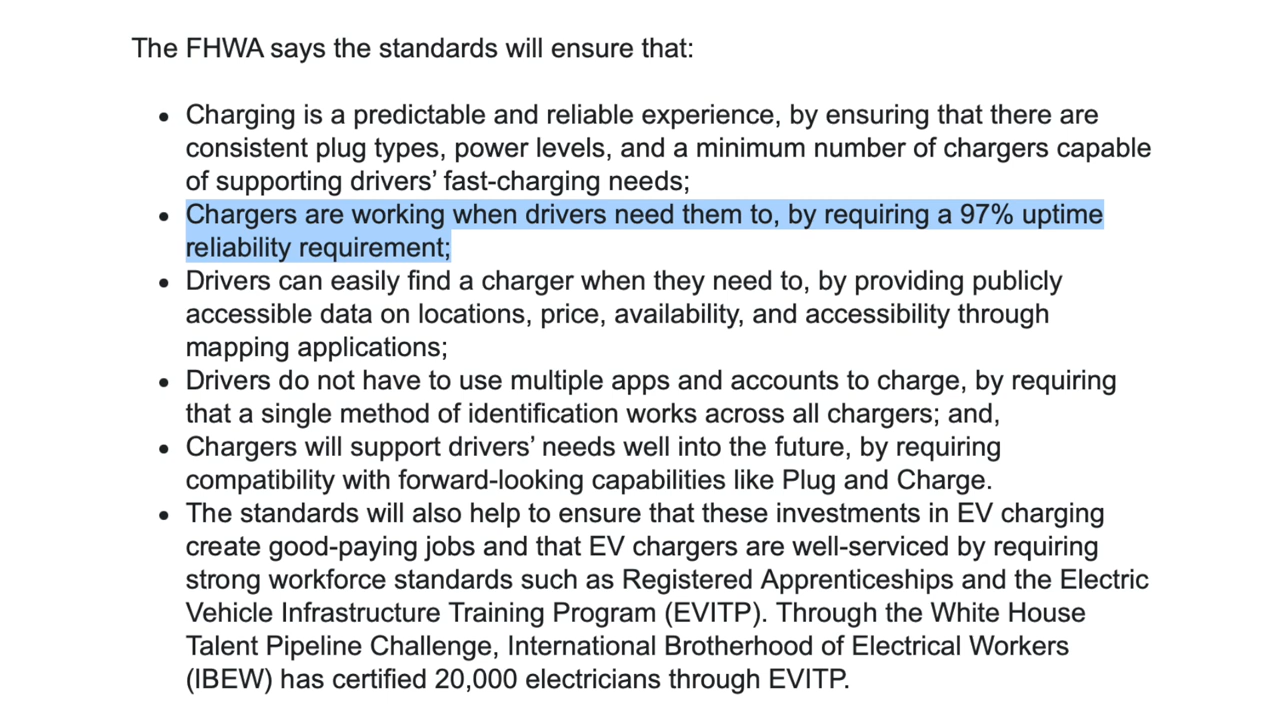 The FHWA says the standards will ensure that:
• Charging is a predictable and reliable experience, by ensuring that there are
consistent plug types, power levels, and a minimum number of chargers capable
of supporting drivers’ fast-charging needs;
• Chargers are working when drivers need them to, by requiring a 97% uptime
reliability requirement;
• Drivers can easily find a charger when they need to, by providing publicly
accessible data on locations, price, availability, and accessibility through
mapping applications;
• Drivers do not have to use multiple apps and accounts to charge, by requiring
that a single method of identification works across all chargers; and,
• Chargers will support drivers’ needs well into the future, by requiring
compatibility with forward-looking capabilities like Plug and Charge.
• The standards will also help to ensure that these investments in EV charging
create good-paying jobs and that EV chargers are well-serviced by requiring
strong workforce standards such as Registered Apprenticeships and the Electric
Vehicle Infrastructure Training Program (EVITP). Through the White House
Talent Pipeline Challenge, International Brotherhood of Electrical Workers
(IBEW) has certified 20,000 electricians through EVITP.